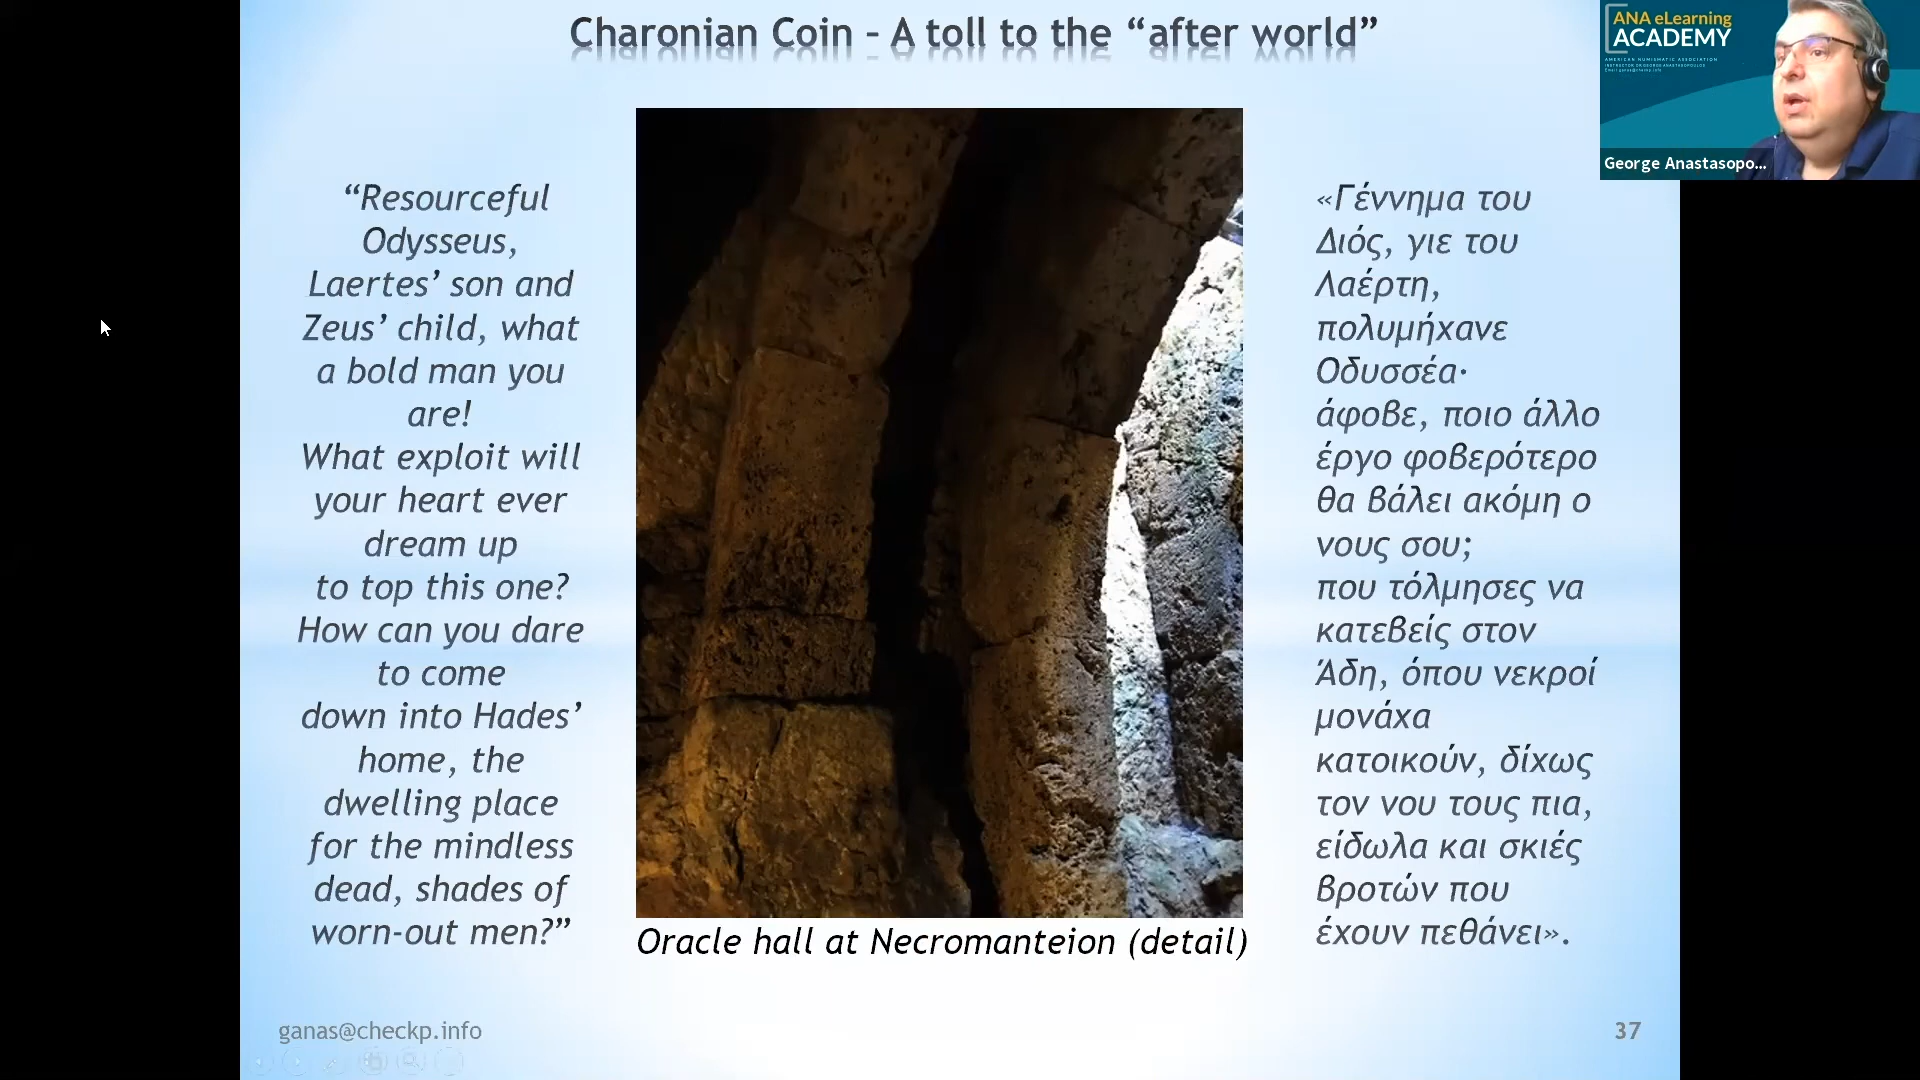 Charonian Coin – A toll to the “after world”
ANA eLearning
ACADEMY
AMERICAN NUMISMATIC ASSOCIATION
George Anastasopo...
“Resourceful
Odysseus,
Laertes’ son and
Zeus’ child, what
a bold man you
are!
What exploit will
your heart ever
dream up
to top this one?
How can you dare
to come
down into Hades’
home, the
dwelling place
for the mindless
dead, shades of
worn-out men?”
Oracle hall at Necromanteion (detail)
«Γέννημα του
Διός, γιε του
Λαέρτη,
πολυμήχανε
Οδυσσέα·
άφοβε, ποιο άλλο
έργο φοβερότερο
θα βάλει ακόμη ο
νους σου;
που τόλμησες να
κατεβείς στον
Άδη, όπου νεκροί
μονάχα
κατοικούν, δίχως
τον νου τους πια,
είδωλα και σκιές
βροτών που
έχουν πεθάνει».
ganas@checkp.info
37